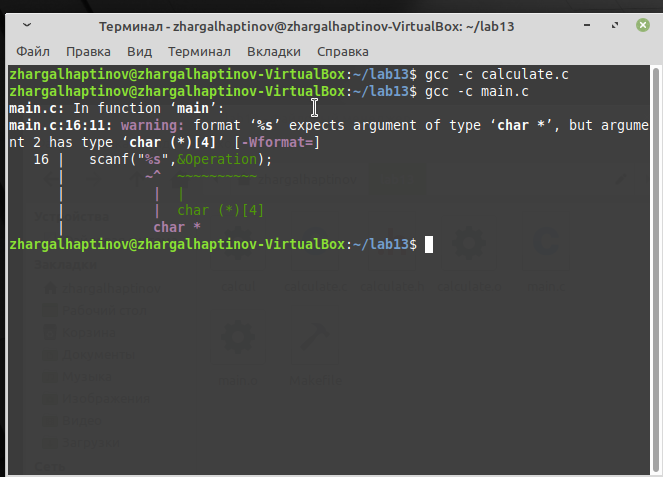 Терминал - zhargalhaptinov@zhargalhaptinov-VirtualBox: ~/lab13
Файл Правка Вид Терминал Вкладки Справка
zhargalhaptinov@zhargalhaptinov-VirtualBox:~/lab13$ gcc -c calculate.c
zhargalhaptinov@zhargalhaptinov-VirtualBox:~/lab13$ gcc -c main.c
main.c: In function ‘main’:
main.c:16:11: warning: format ‘%s’ expects argument of type ‘char *’, but argume
nt 2 has type ‘char (*)[4]’ [-Wformat=]
16 | scanf("%s",&Operation);
| ~^ ~~~~~~~~~~
| | |
| | char (*)[4]
| char *
zhargalhaptinov@zhargalhaptinov-VirtualBox:~/lab13$